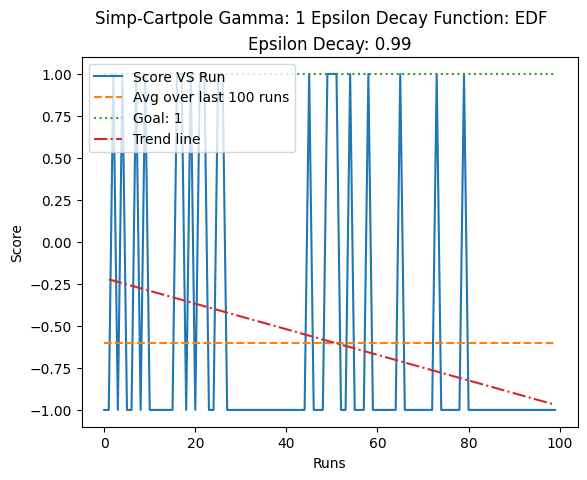 Simp-Cartpole Gamma: 1 Epsilon Decay Function: EDF
Epsilon Decay: 0.99
Score VS Run
Avg over last 100 runs
Goal: 1
Trend line
1.00
0.75
0.50
0.25
0.00
−0.25
−0.50
−0.75
−1.00
Score
0 20 40 60 80 100
Runs